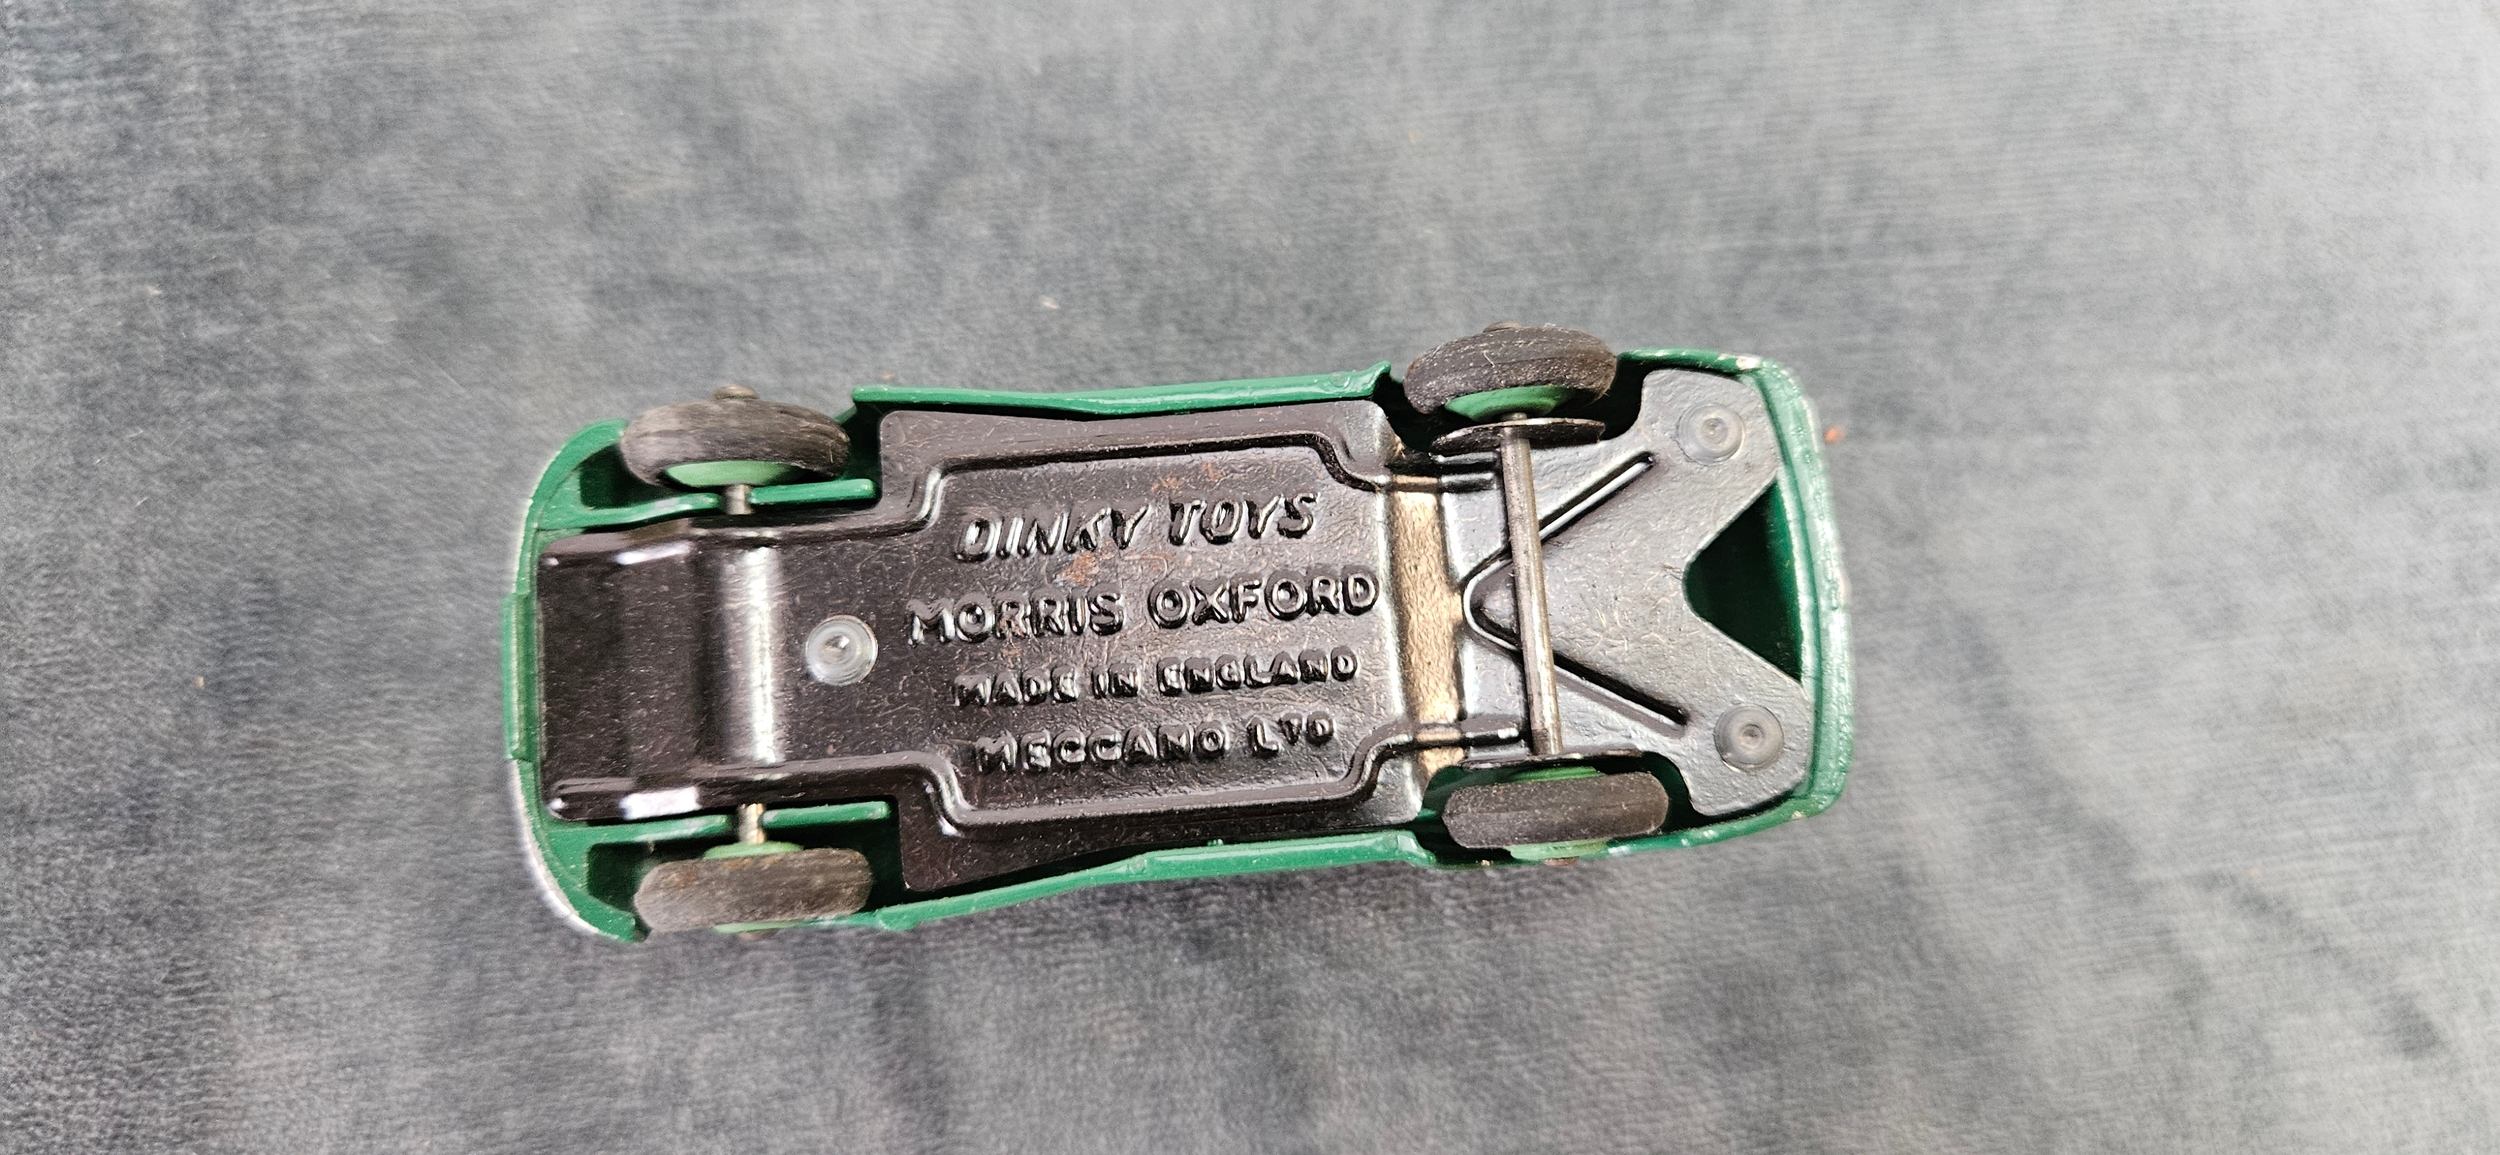 DINKY TOYS
MORRIS OXFORD
MADE IN ENGLAND
MECCANO LTD